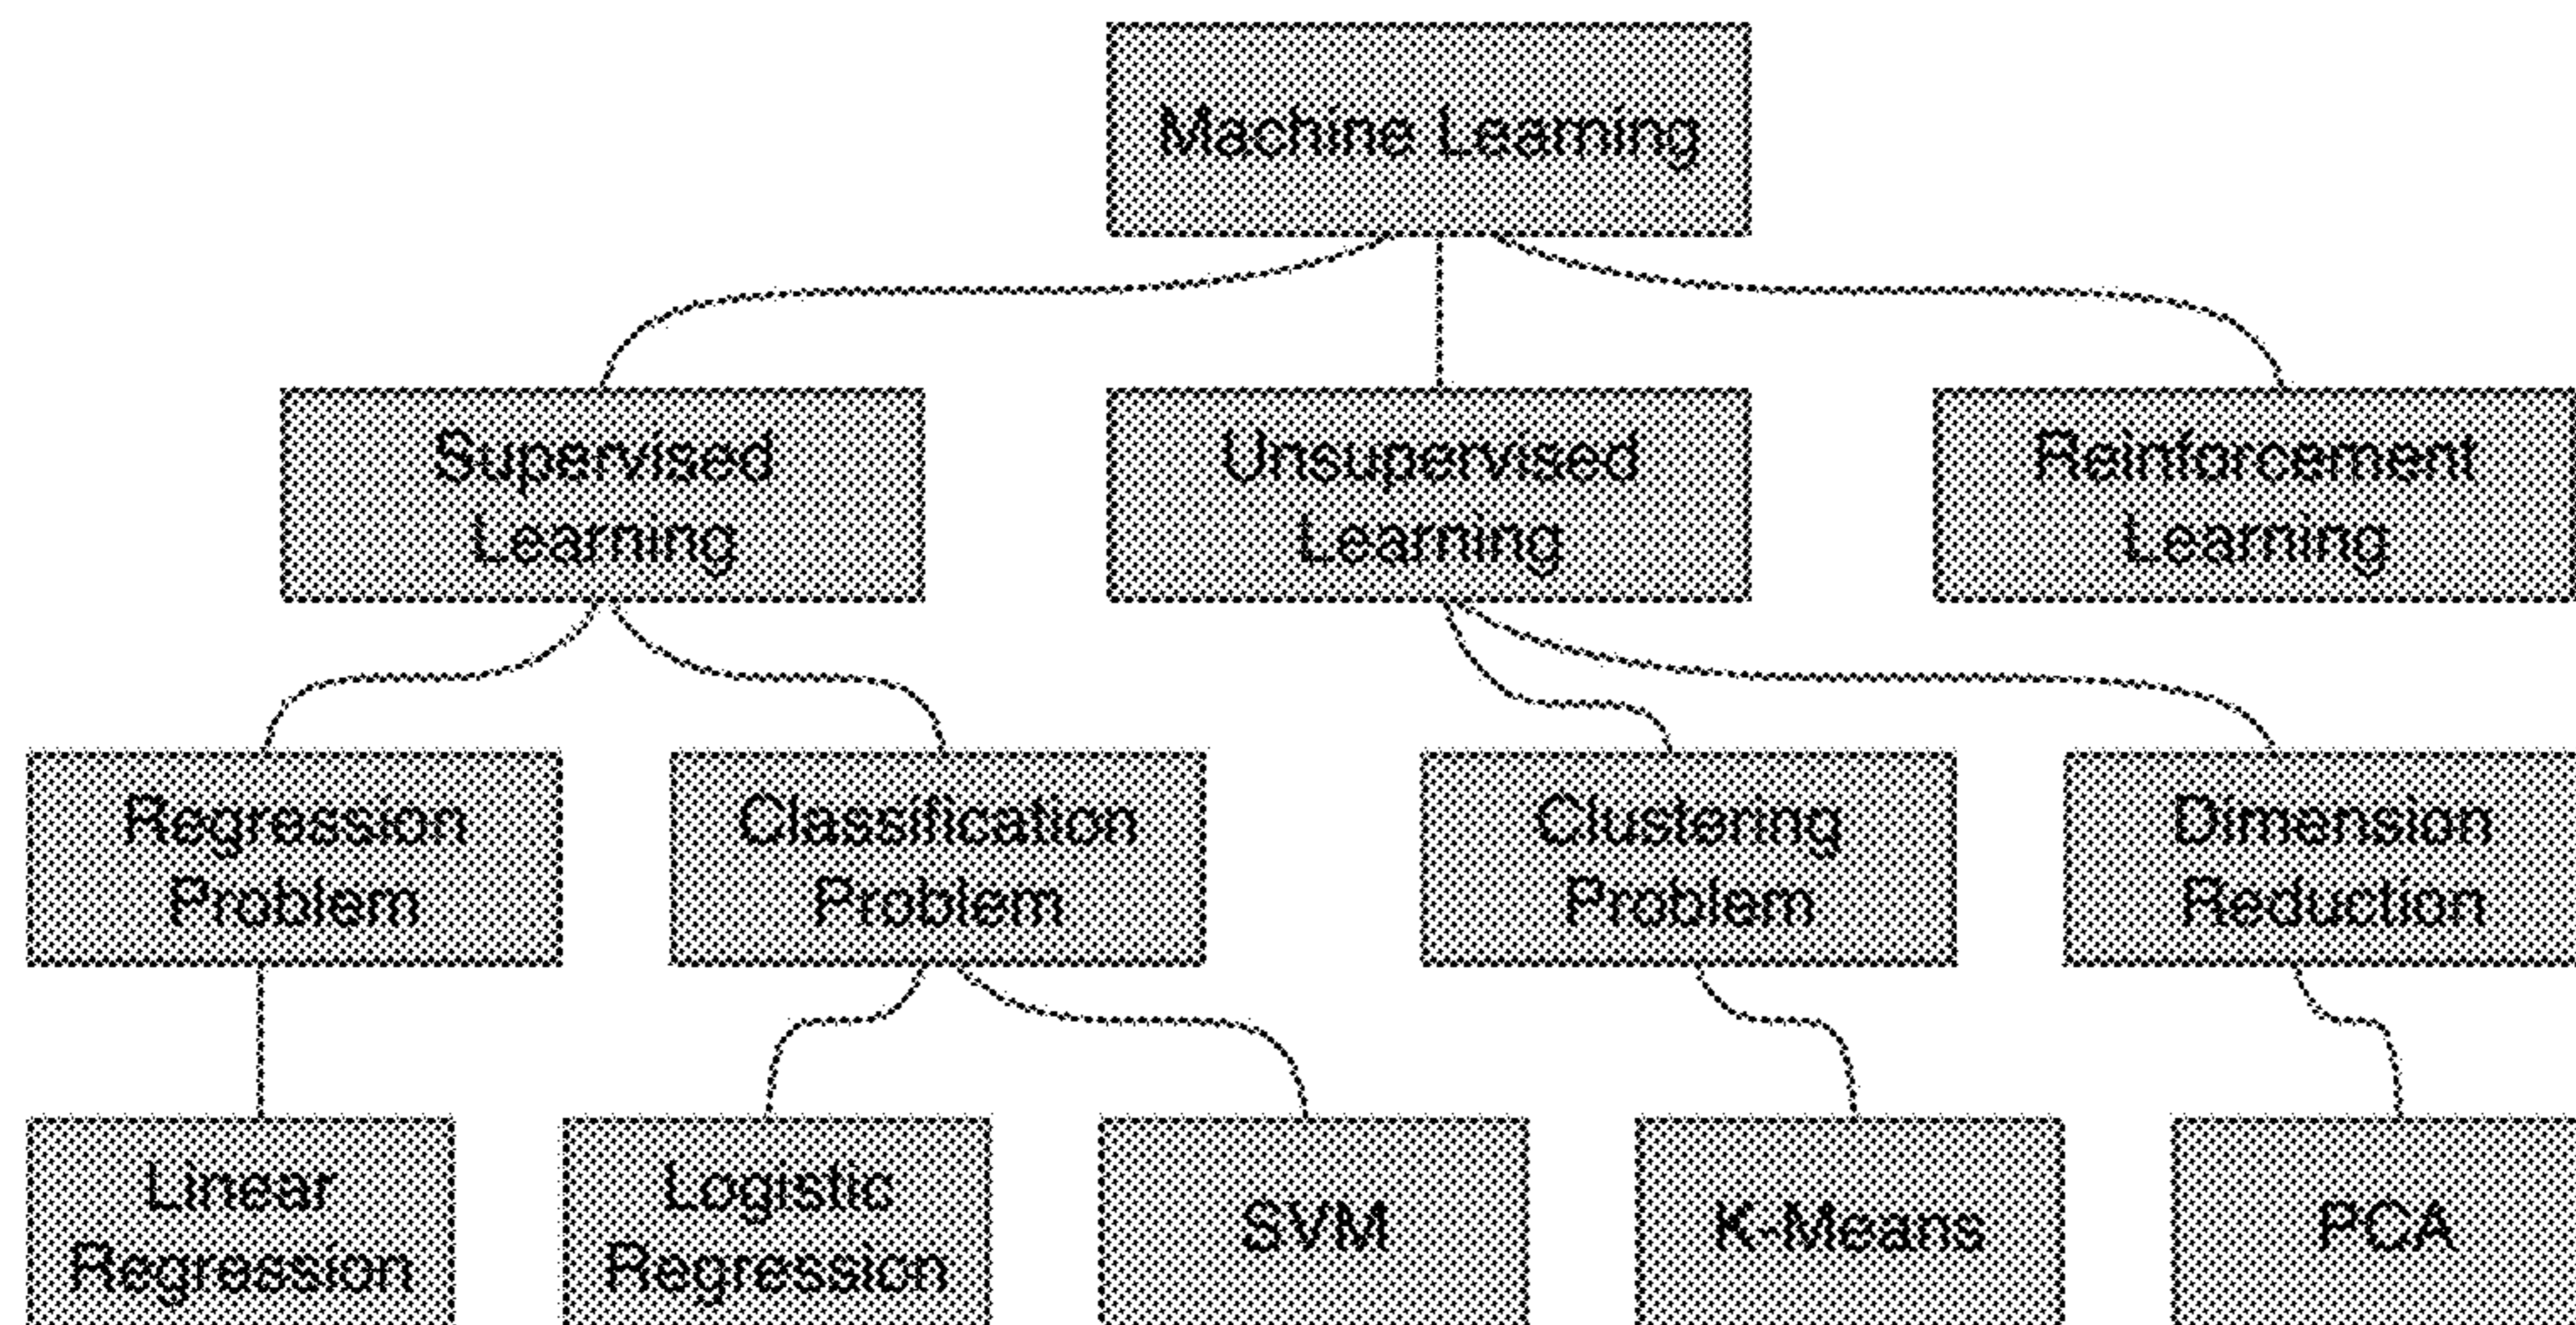 Machine Learning
Supervised
Learning
Unsupervised
Learning
Reinforcement
Learning
Regression
Problem
Classification
Problem
Clustering
Problem
Dimension
Reduction
Linear
Regression
Logistic
Regression
SVM
K-Means
PCA